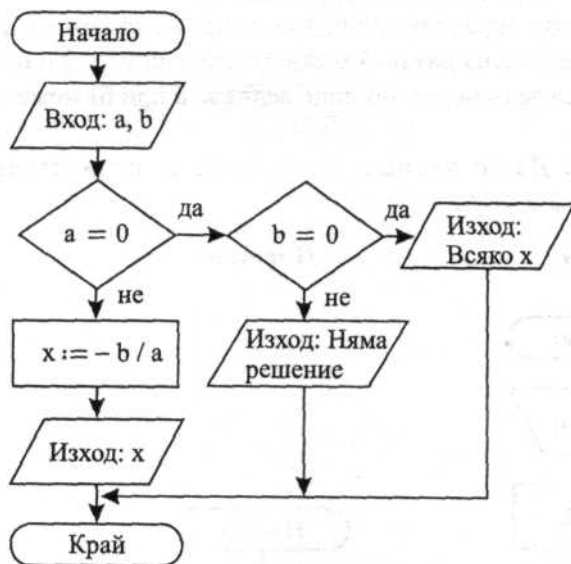 Начало
Вход: a, b
a = 0
да
b = 0
да
Изход:
Всяко x
не
не
x := – b / a
Изход: Няма
решение
Изход: x
Край